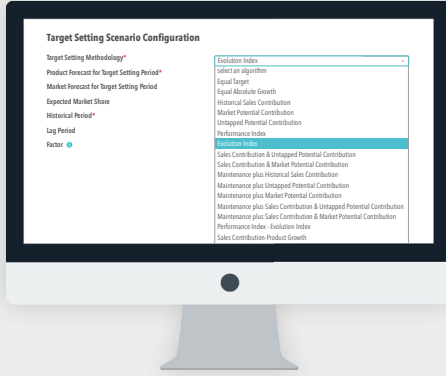 Target Setting Scenario Configuration
Target Setting Methodology*
Evolution Index
Product Forecast for Target Setting Period*
Market Forecast for Target Setting Period
Expected Market Share
Historical Period*
Lag Period
Factor
select an algorithm
Equal Target
Equal Absolute Growth
Historical Sales Contribution
Market Potential Contribution
Untapped Potential Contribution
Performance Index
Evolution Index
Sales Contribution & Untapped Potential Contribution
Sales Contribution & Market Potential Contribution
Maintenance plus Historical Sales Contribution
Maintenance plus Untapped Potential Contribution
Maintenance plus Market Potential Contribution
Maintenance plus Sales Contribution & Untapped Potential Contribution
Maintenance plus Sales Contribution & Market Potential Contribution
Performance Index - Evolution Index
Sales Contribution-Product Growth